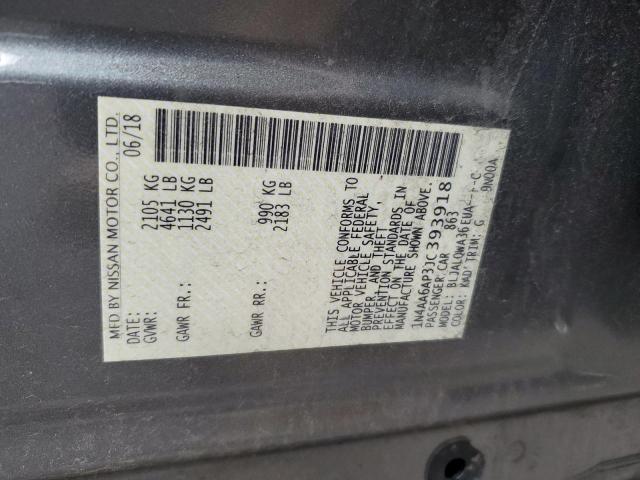 MFD BY NISSAN MOTOR CO., LTD.
DATE: 06/18
GVWR: 2105 KG
4641 LB
GAWR FR: 1130 KG
2491 LB
GAWR RR: 990 KG
2183 LB
THIS VEHICLE CONFORMS TO
ALL APPLICABLE FEDERAL
MOTOR VEHICLE SAFETY,
BUMPER, AND THEFT
PREVENTION STANDARDS IN
EFFECT ON THE DATE OF
MANUFACTURE SHOWN ABOVE.
1N4AA6AP3JC393918
PASSENGER CAR 863
MODEL: BLJALQWA36EUA
COLOR: KAD TRIM: G 9N00A